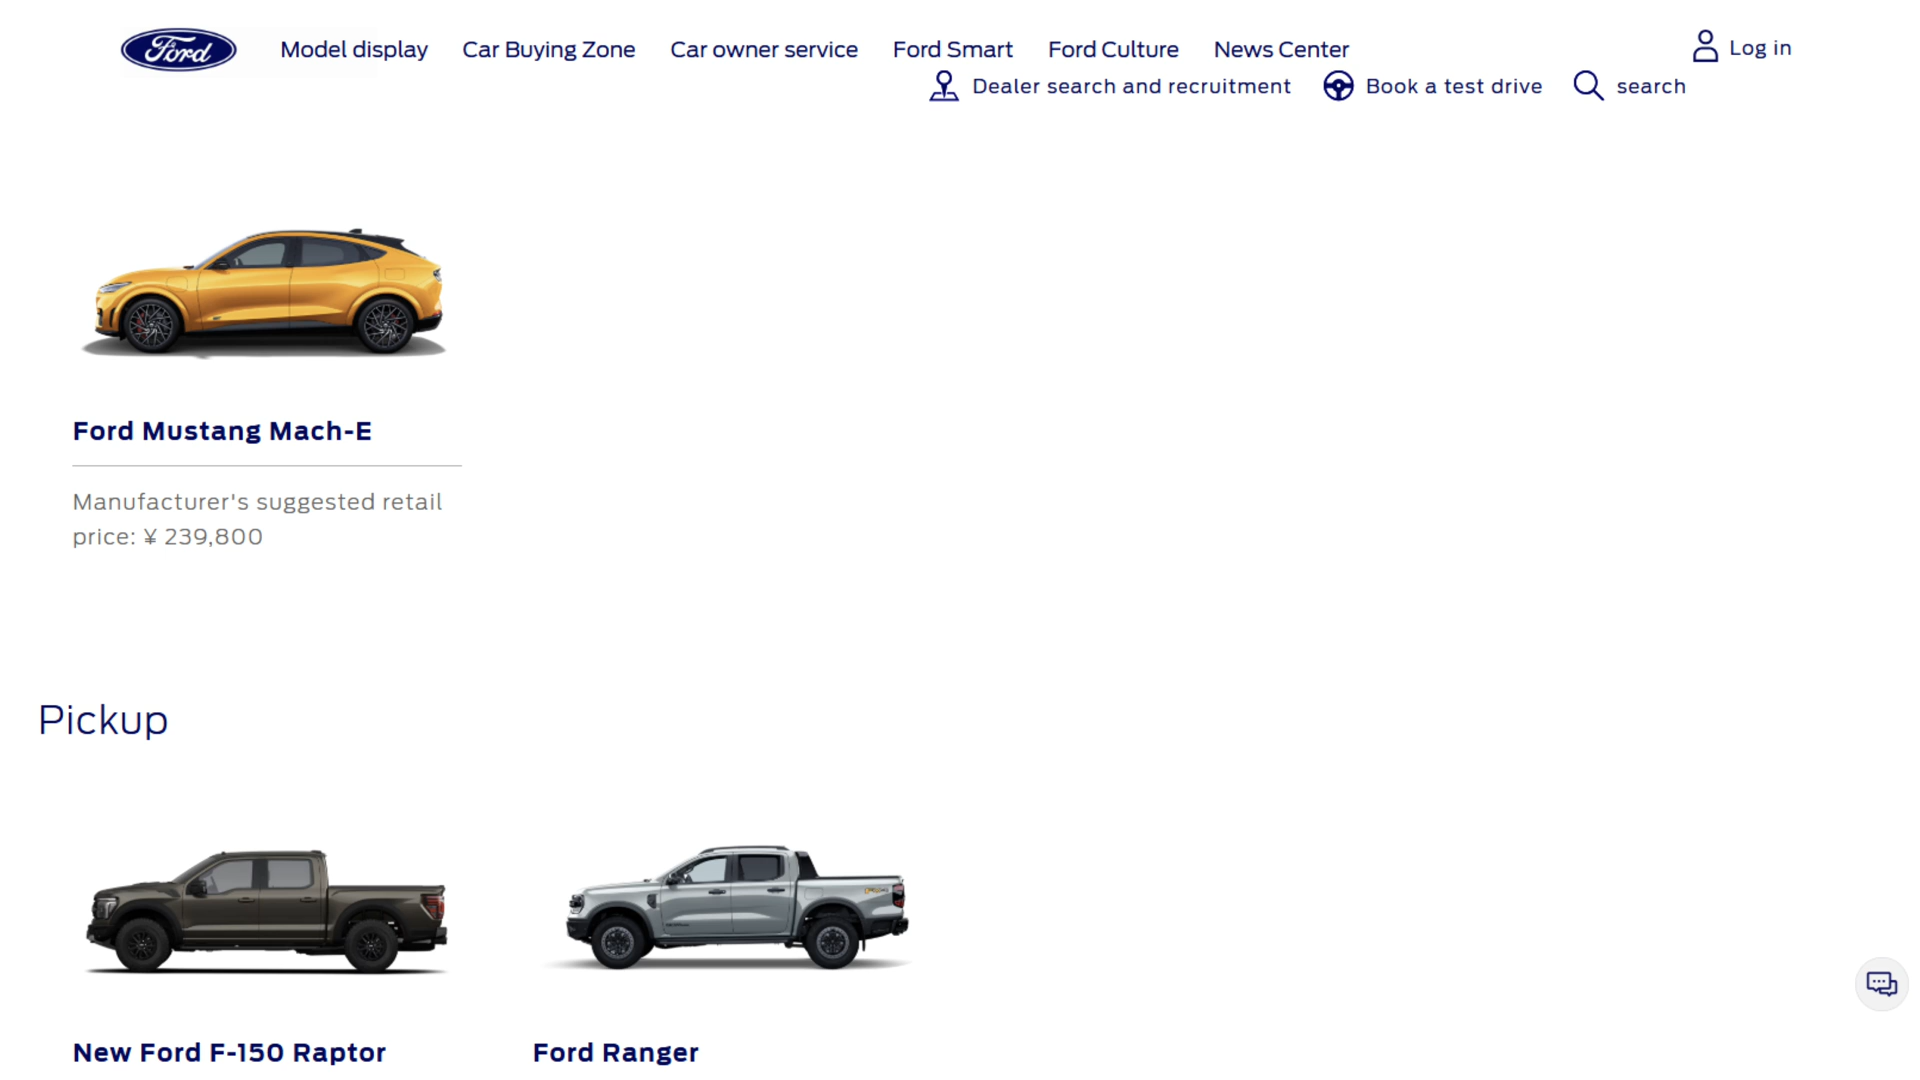 Ford
Model display
Car Buying Zone
Car owner service
Ford Smart
Ford Culture
News Center
Log in
Dealer search and recruitment
Book a test drive
search
Ford Mustang Mach-E
Manufacturer's suggested retail
price: ¥ 239,800
Pickup
New Ford F-150 Raptor
Ford Ranger